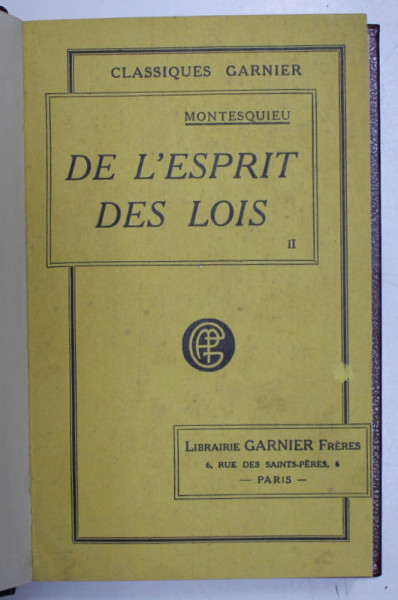 CLASSIQUES GARNIER
MONTESQUIEU
DE L'ESPRIT
DES LOIS
II
LIBRAIRIE GARNIER FRÈRES
6, RUE DES SAINTS-PÈRES, 6
— PARIS —